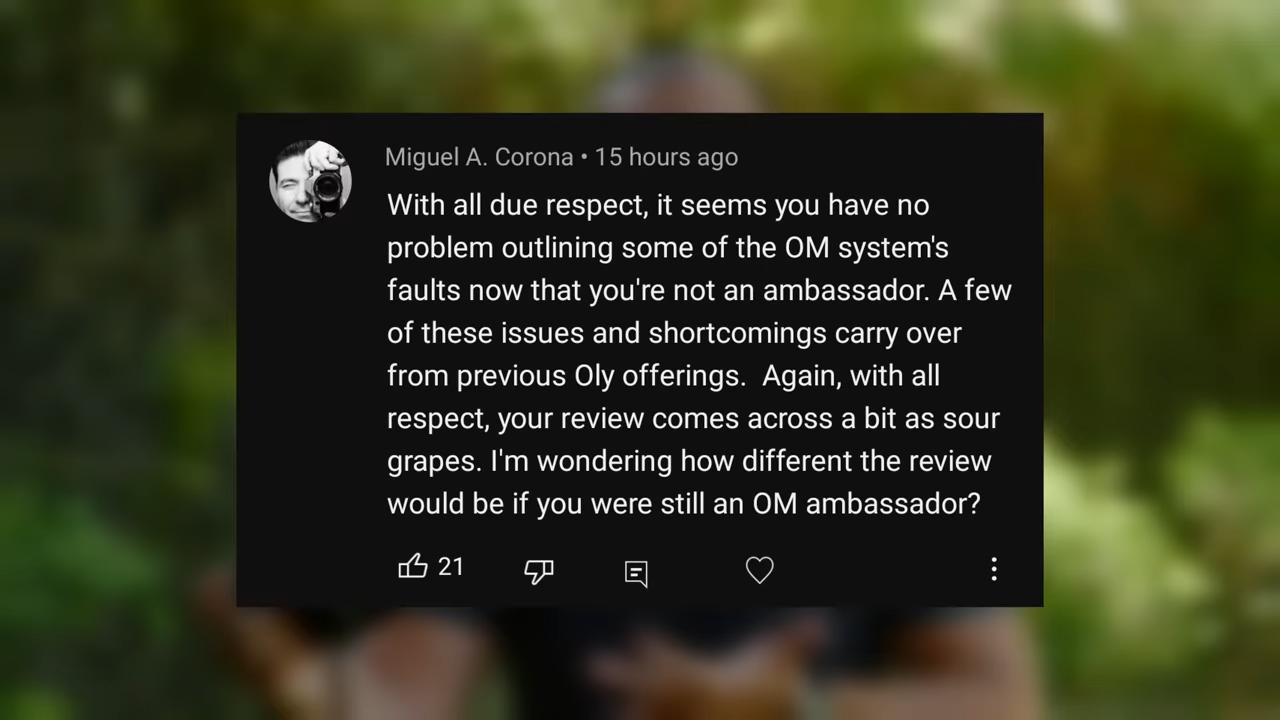 Miguel A. Corona • 15 hours ago
With all due respect, it seems you have no
problem outlining some of the OM system's
faults now that you're not an ambassador. A few
of these issues and shortcomings carry over
from previous Oly offerings.  Again, with all
respect, your review comes across a bit as sour
grapes. I'm wondering how different the review
would be if you were still an OM ambassador?
21